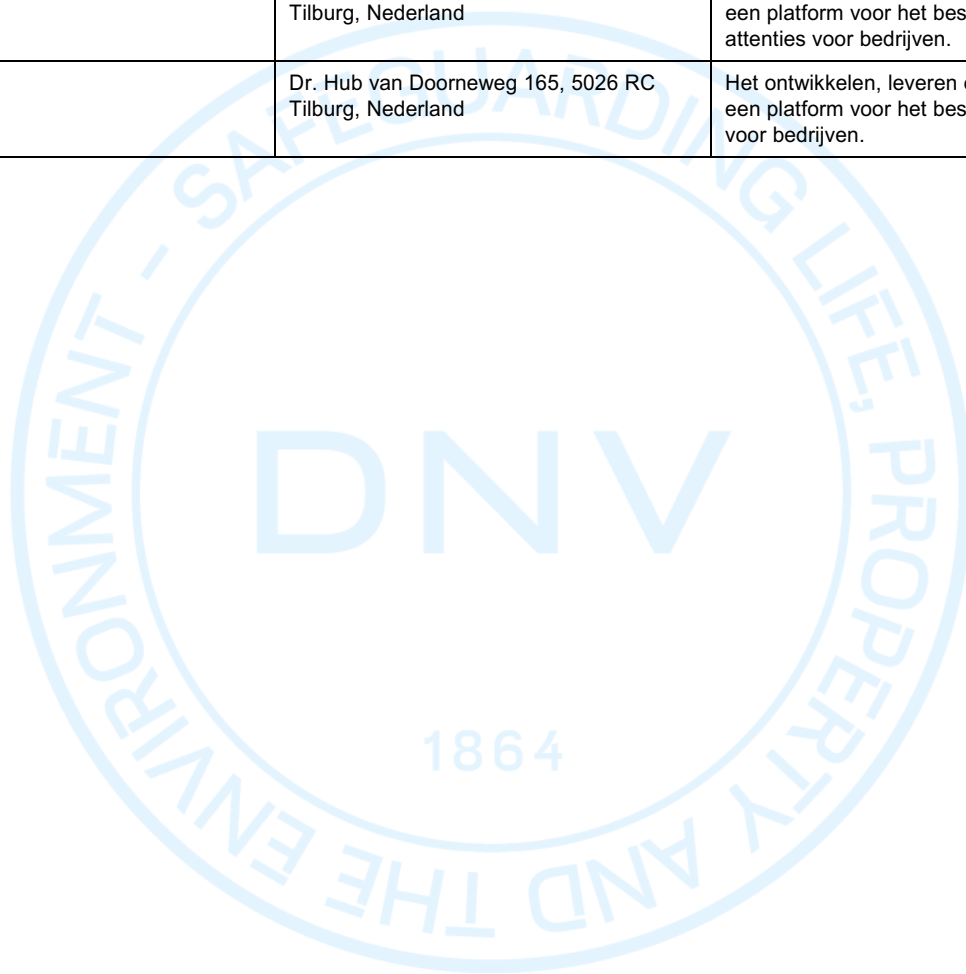 Tilburg, Nederland
een platform voor het bes
attenties voor bedrijven.
Dr. Hub van Doorneweg 165, 5026 RC
Tilburg, Nederland
Het ontwikkelen, leveren
een platform voor het bes
voor bedrijven.
SAFEGUARDING LIFE, PROPERTY AND THE ENVIRONMENT -
DNV
1864